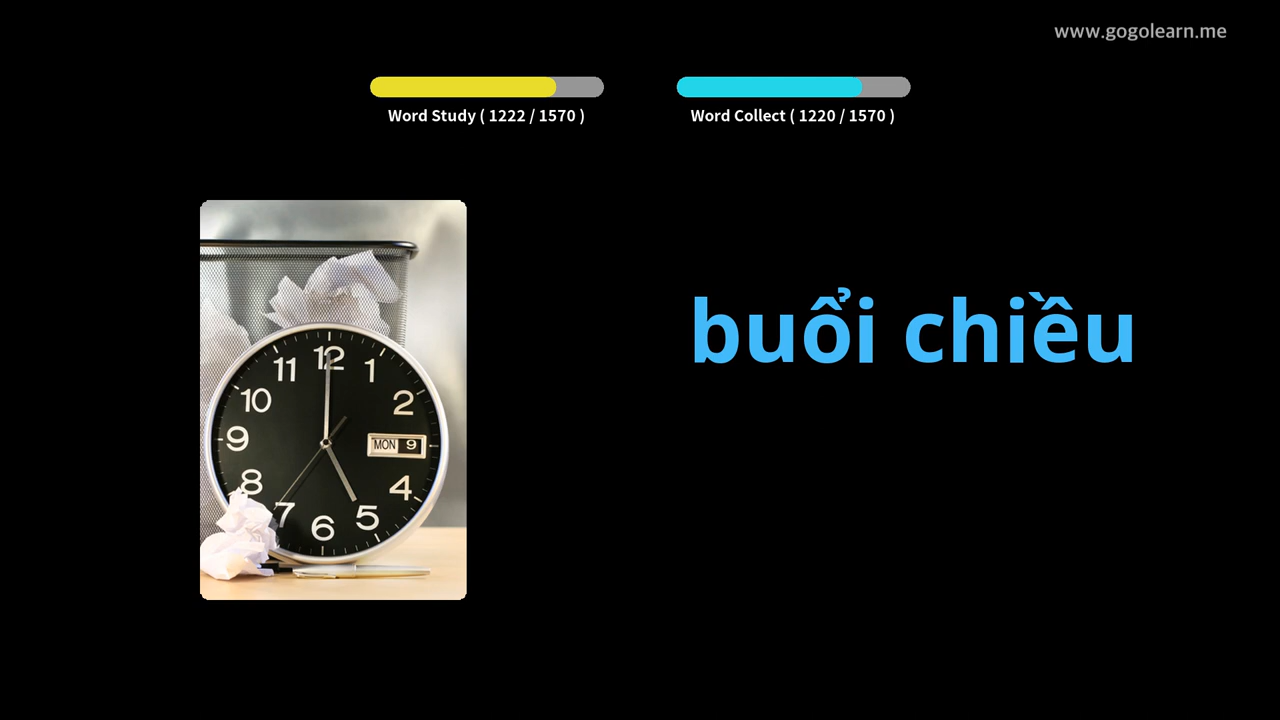 www.gogolearn.me
Word Study ( 1222 / 1570 )
Word Collect ( 1220 / 1570 )
buổi chiều
12
11
1
10
2
9
MON 9
8
4
7
5
6